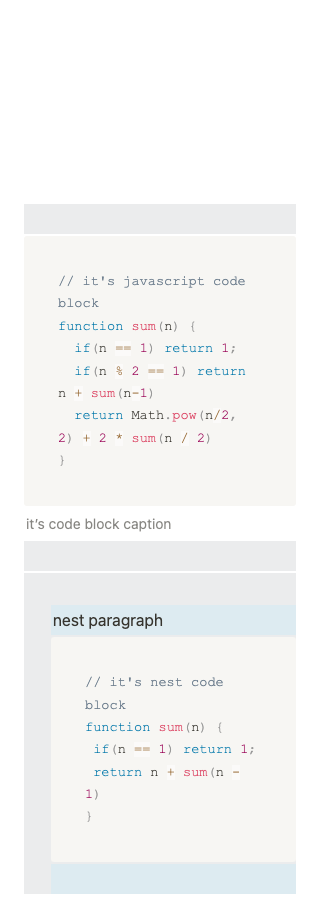 // it's javascript code
block
function sum(n) {
  if(n == 1) return 1;
  if(n % 2 == 1) return
n + sum(n-1)
  return Math.pow(n/2,
2) + 2 * sum(n / 2)
}
it's code block caption
nest paragraph
// it's nest code
block
function sum(n) {
 if(n == 1) return 1;
 return n + sum(n -
1)
}